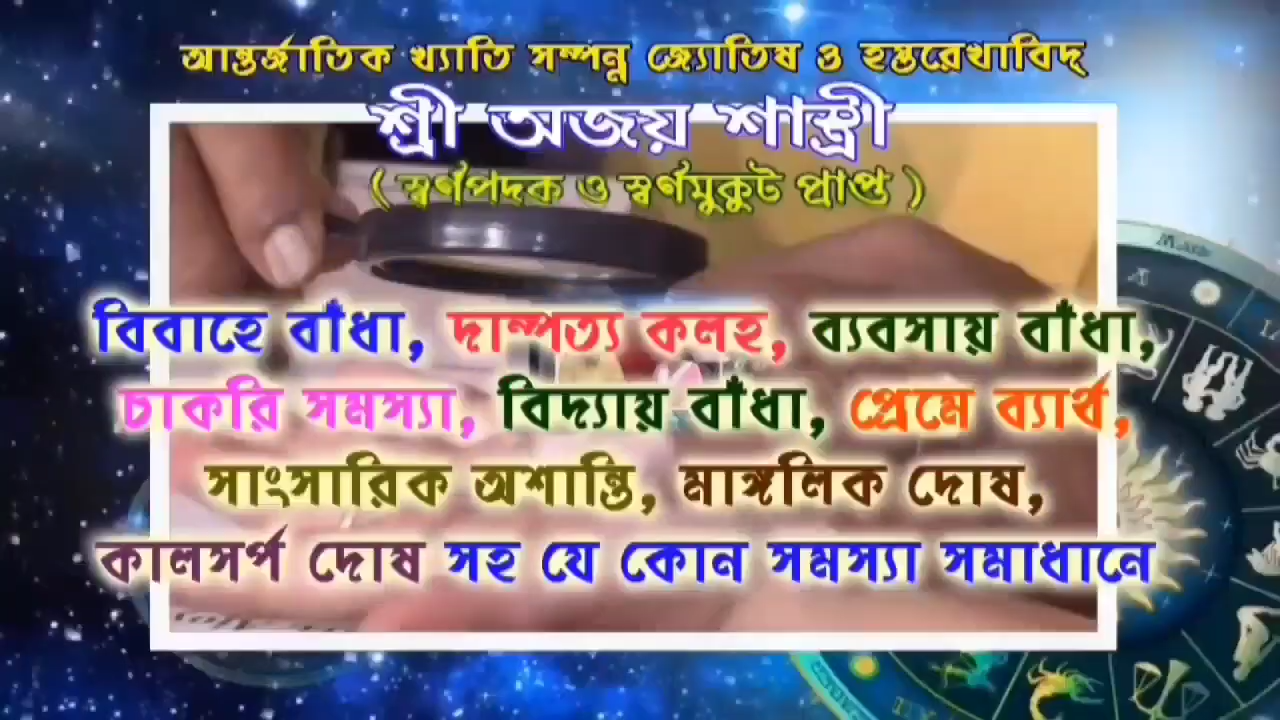 আন্তর্জাতিক খ্যাতি সম্পন্ন জ্যোতিষ ও হস্তরেখাবিদ্
শ্রী অজয় শাস্ত্রী
( স্বর্ণপদক ও স্বর্ণমুকুট প্রাপ্ত )
বিবাহে বাঁধা, দাম্পত্য কলহ, ব্যবসায় বাঁধা,
চাকরি সমস্যা, বিদ্যায় বাঁধা, প্রেমে ব্যার্থ,
সাংসারিক অশান্তি, মাঙ্গলিক দোষ,
কালসর্প দোষ সহ যে কোন সমস্যা সমাধানে